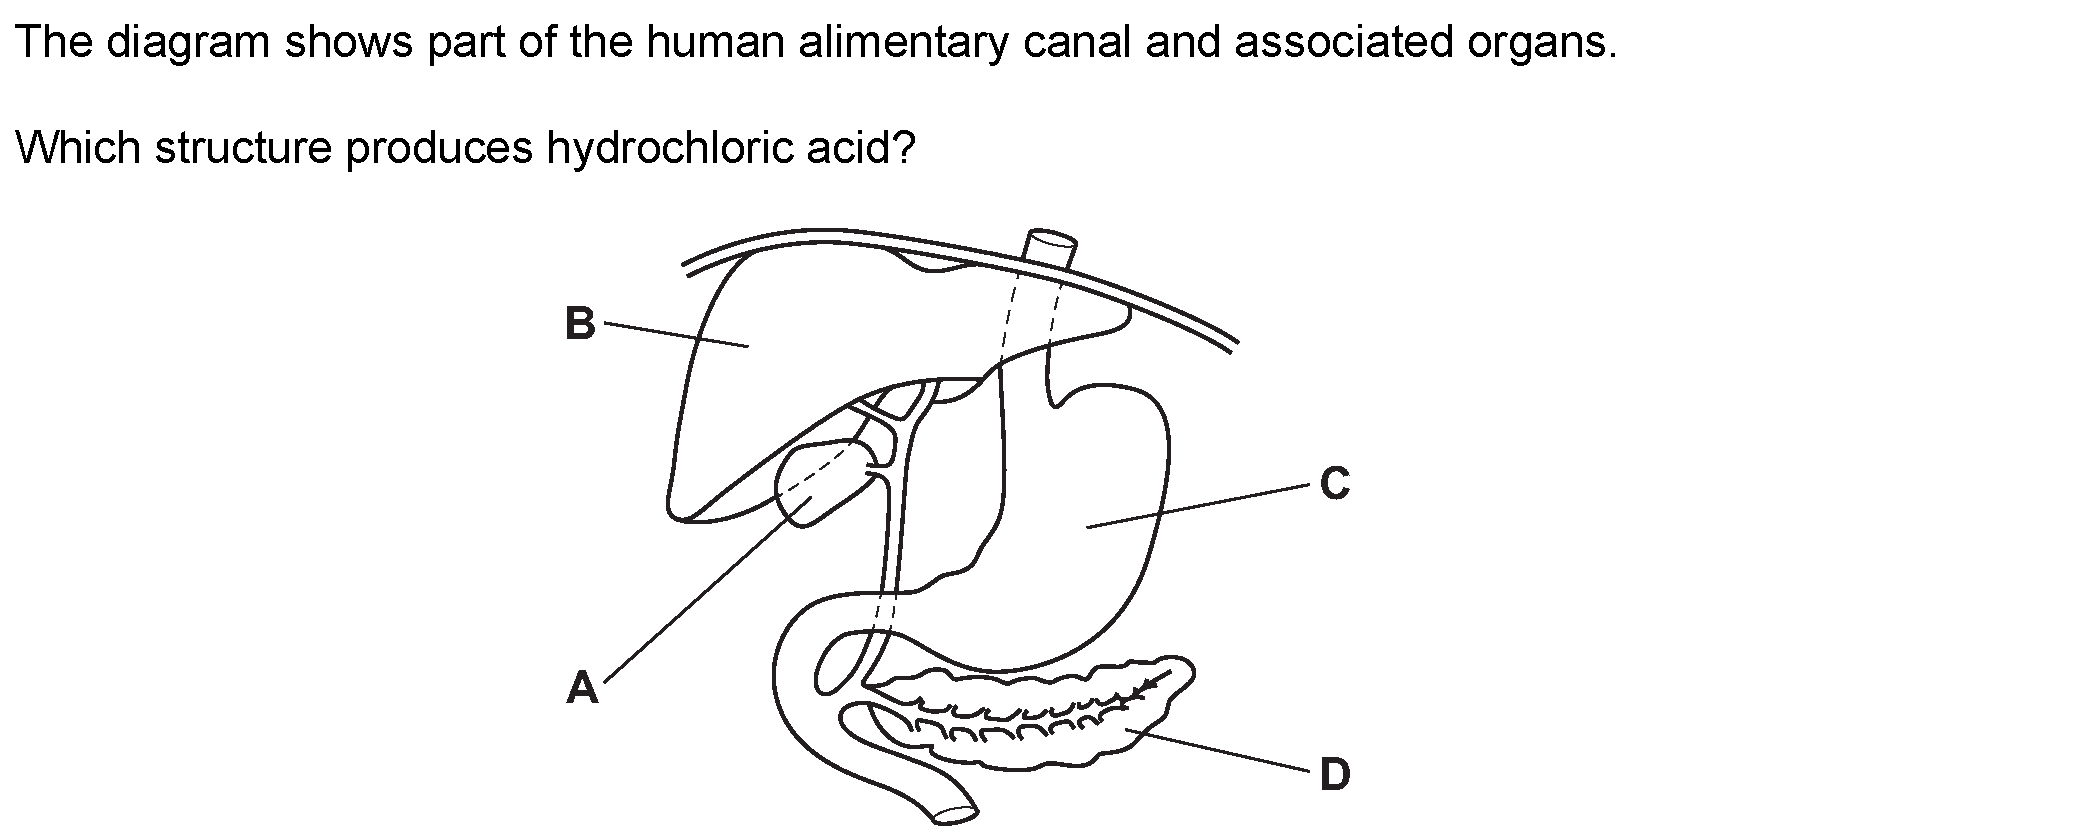 The diagram shows part of the human alimentary canal and associated organs.
Which structure produces hydrochloric acid?
B
C
A
D